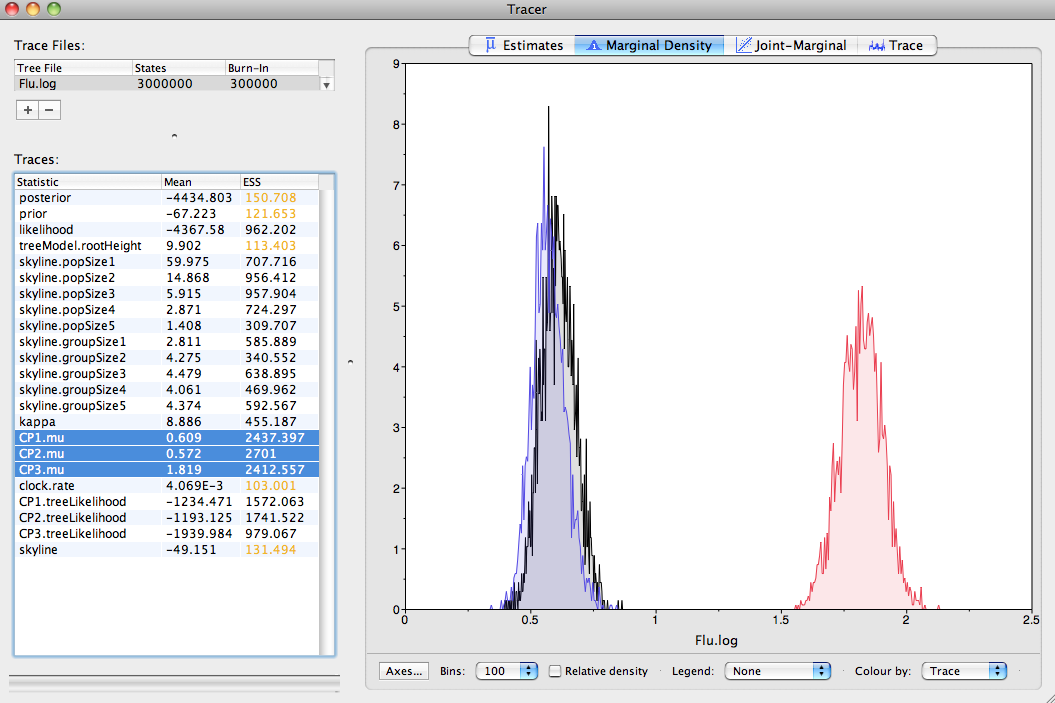 Tracer
Trace Files:
Tree File States Burn-In
Flu.log 3000000 300000
+ −
Traces:
Statistic Mean ESS
posterior -4434.803 150.708
prior -67.223 121.653
likelihood -4367.58 962.202
treeModel.rootHeight 9.902 113.403
skyline.popSize1 59.975 707.716
skyline.popSize2 14.868 956.412
skyline.popSize3 5.915 957.904
skyline.popSize4 2.871 724.297
skyline.popSize5 1.408 309.707
skyline.groupSize1 2.811 585.889
skyline.groupSize2 4.275 340.552
skyline.groupSize3 4.479 638.895
skyline.groupSize4 4.061 469.962
skyline.groupSize5 4.374 592.567
kappa 8.886 455.187
CP1.mu 0.609 2437.397
CP2.mu 0.572 2701
CP3.mu 1.819 2412.557
clock.rate 4.069E-3 103.001
CP1.treeLikelihood -1234.471 1572.063
CP2.treeLikelihood -1193.125 1741.522
CP3.treeLikelihood -1939.984 979.067
skyline -49.151 131.494
μ Estimates Marginal Density Joint-Marginal Trace
9
8
7
6
5
4
3
2
1
0
0 0.5 1 1.5 2 2.5
Flu.log
Axes... Bins: 100 Relative density Legend: None Colour by: Trace